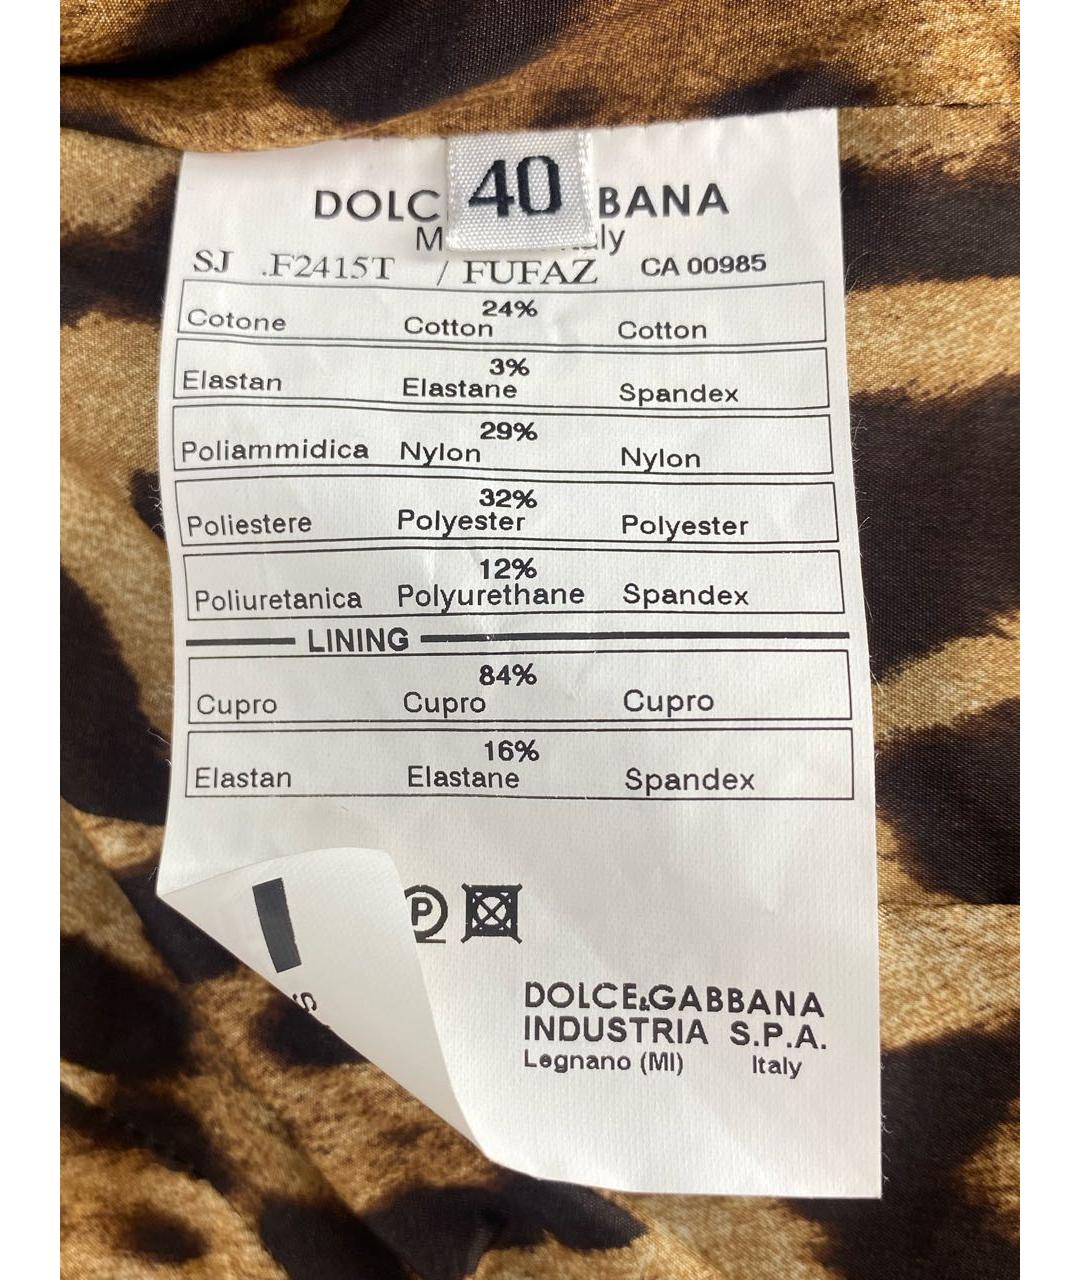 40
DOLC BANA
M ly
SJ .F2415T / FUFAZ CA 00985
24%
Cotone Cotton Cotton
3%
Elastan Elastane Spandex
29%
Poliammidica Nylon Nylon
32%
Poliestere Polyester Polyester
12%
Poliuretanica Polyurethane Spandex
LINING
84%
Cupro Cupro Cupro
16%
Elastan Elastane Spandex
P
DOLCE&GABBANA
INDUSTRIA S.P.A.
Legnano (MI) Italy